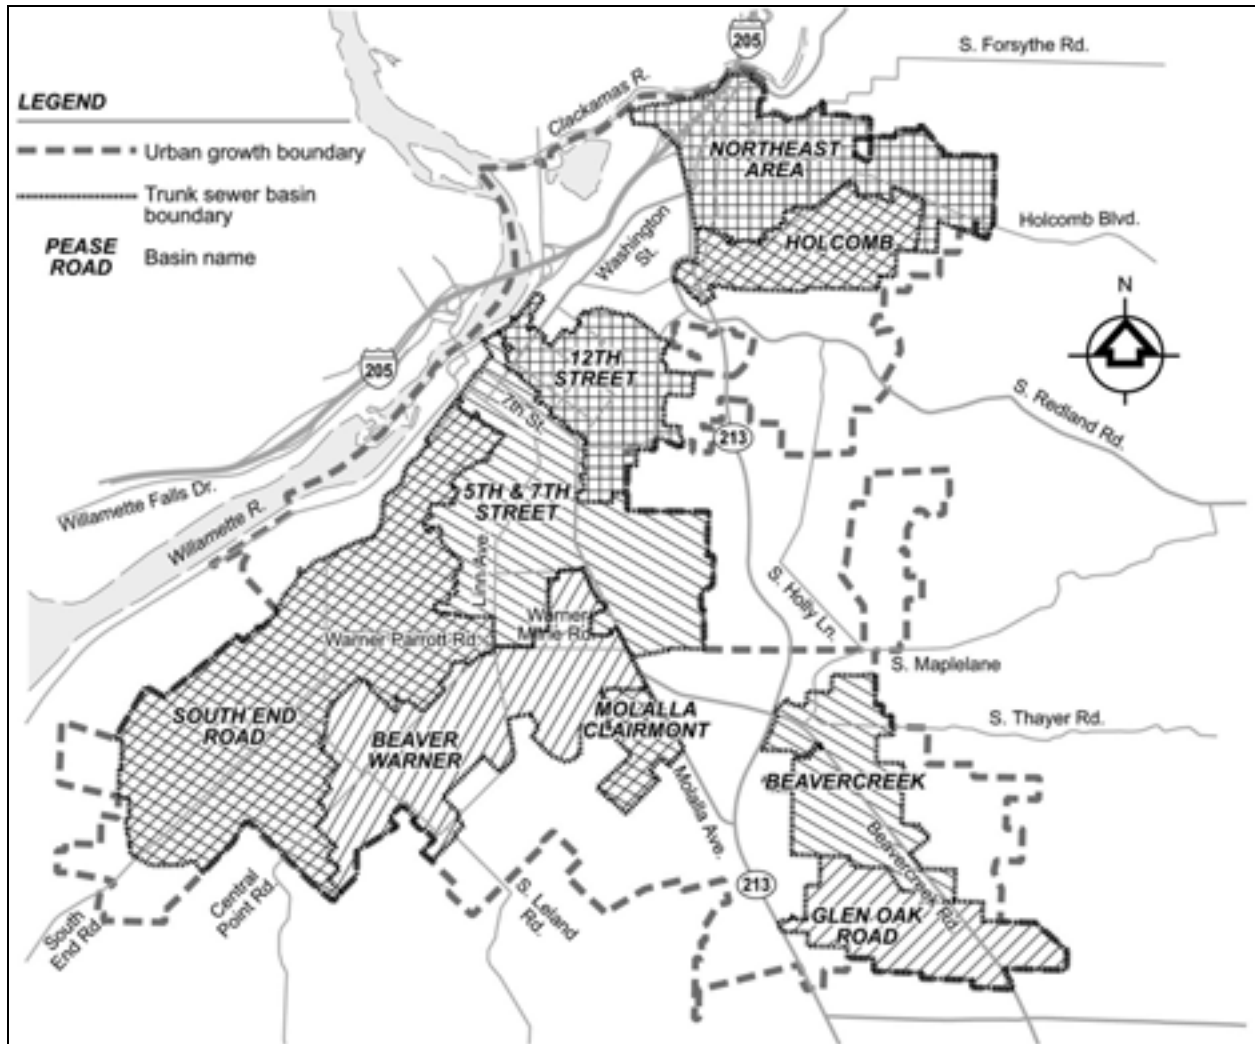 205
S. Forsythe Rd.
Clackamas R.
LEGEND
Urban growth boundary
Trunk sewer basin
boundary
PEASE
ROAD
Basin name
NORTHEAST
AREA
Holcomb Blvd.
HOLCOMB
Washington
St.
N
205
12TH
STREET
7th St.
S. Redland Rd.
213
Willamette Falls Dr.
Willamette R.
5TH & 7TH
STREET
Linn Ave.
S. Holly Ln.
Warner
Milne Rd.
Warner Parrott Rd.
S. Maplelane
SOUTH END
ROAD
BEAVER
WARNER
MOLALLA
CLAIRMONT
S. Thayer Rd.
BEAVERCREEK
Molalla Ave.
Beavercreek Rd.
213
Central
Point Rd.
South
End Rd.
S. Leland
Rd.
GLEN OAK
ROAD